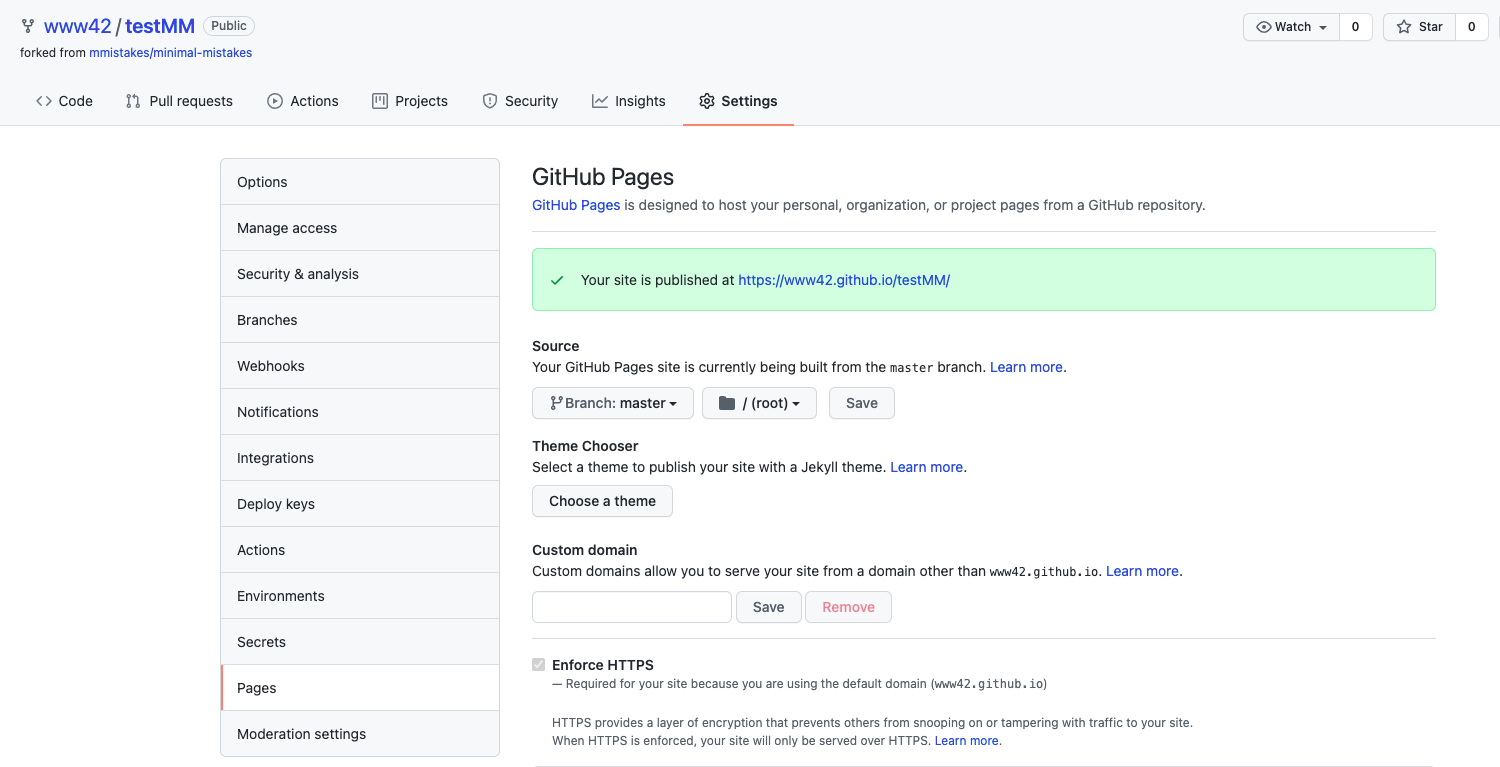 www42 / testMM Public
Watch 0 Star 0
forked from mmistakes/minimal-mistakes
Code Pull requests Actions Projects Security Insights Settings
Options
Manage access
Security & analysis
Branches
Webhooks
Notifications
Integrations
Deploy keys
Actions
Environments
Secrets
Pages
Moderation settings
GitHub Pages
GitHub Pages is designed to host your personal, organization, or project pages from a GitHub repository.
Your site is published at https://www42.github.io/testMM/
Source
Your GitHub Pages site is currently being built from the master branch. Learn more.
Branch: master / (root) Save
Theme Chooser
Select a theme to publish your site with a Jekyll theme. Learn more.
Choose a theme
Custom domain
Custom domains allow you to serve your site from a domain other than www42.github.io. Learn more.
Save Remove
Enforce HTTPS
— Required for your site because you are using the default domain (www42.github.io)
HTTPS provides a layer of encryption that prevents others from snooping on or tampering with traffic to your site.
When HTTPS is enforced, your site will only be served over HTTPS. Learn more.